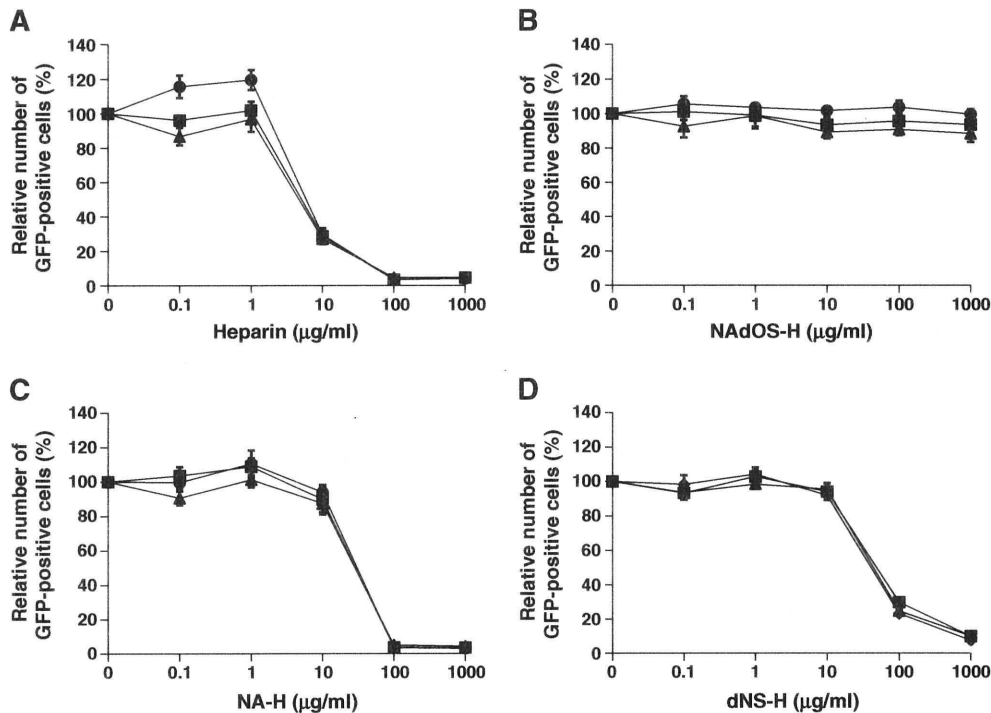 A
Relative number of
GFP-positive cells (%)
140
120
100
80
60
40
20
0
0 0.1 1 10 100 1000
Heparin (μg/ml)
B
Relative number of
GFP-positive cells (%)
140
120
100
80
60
40
20
0
0 0.1 1 10 100 1000
NAdOS-H (μg/ml)
C
Relative number of
GFP-positive cells (%)
140
120
100
80
60
40
20
0
0 0.1 1 10 100 1000
NA-H (μg/ml)
D
Relative number of
GFP-positive cells (%)
140
120
100
80
60
40
20
0
0 0.1 1 10 100 1000
dNS-H (μg/ml)